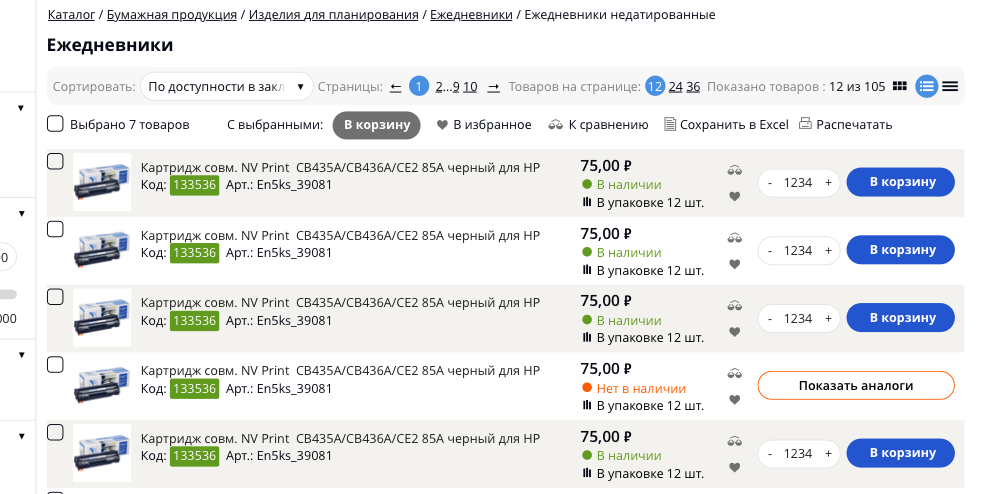 Каталог / Бумажная продукция / Изделия для планирования / Ежедневники / Ежедневники недатированные
Ежедневники
Сортировать: По доступности в закл ▼ Страницы: ← 1 2...9 10 → Товаров на странице: 12 24 36 Показано товаров : 12 из 105
Выбрано 7 товаров С выбранными: В корзину В избранное К сравнению Сохранить в Excel Распечатать
Картридж совм. NV Print CB435A/CB436A/CE2 85A черный для HP 75,00 ₽
Код: 133536 Арт.: En5ks_39081 В наличии - 1234 + В корзину
В упаковке 12 шт.
Картридж совм. NV Print CB435A/CB436A/CE2 85A черный для HP 75,00 ₽
Код: 133536 Арт.: En5ks_39081 В наличии - 1234 + В корзину
В упаковке 12 шт.
Картридж совм. NV Print CB435A/CB436A/CE2 85A черный для HP 75,00 ₽
Код: 133536 Арт.: En5ks_39081 В наличии - 1234 + В корзину
В упаковке 12 шт.
Картридж совм. NV Print CB435A/CB436A/CE2 85A черный для HP 75,00 ₽
Код: 133536 Арт.: En5ks_39081 Нет в наличии Показать аналоги
В упаковке 12 шт.
Картридж совм. NV Print CB435A/CB436A/CE2 85A черный для HP 75,00 ₽
Код: 133536 Арт.: En5ks_39081 В наличии - 1234 + В корзину
В упаковке 12 шт.